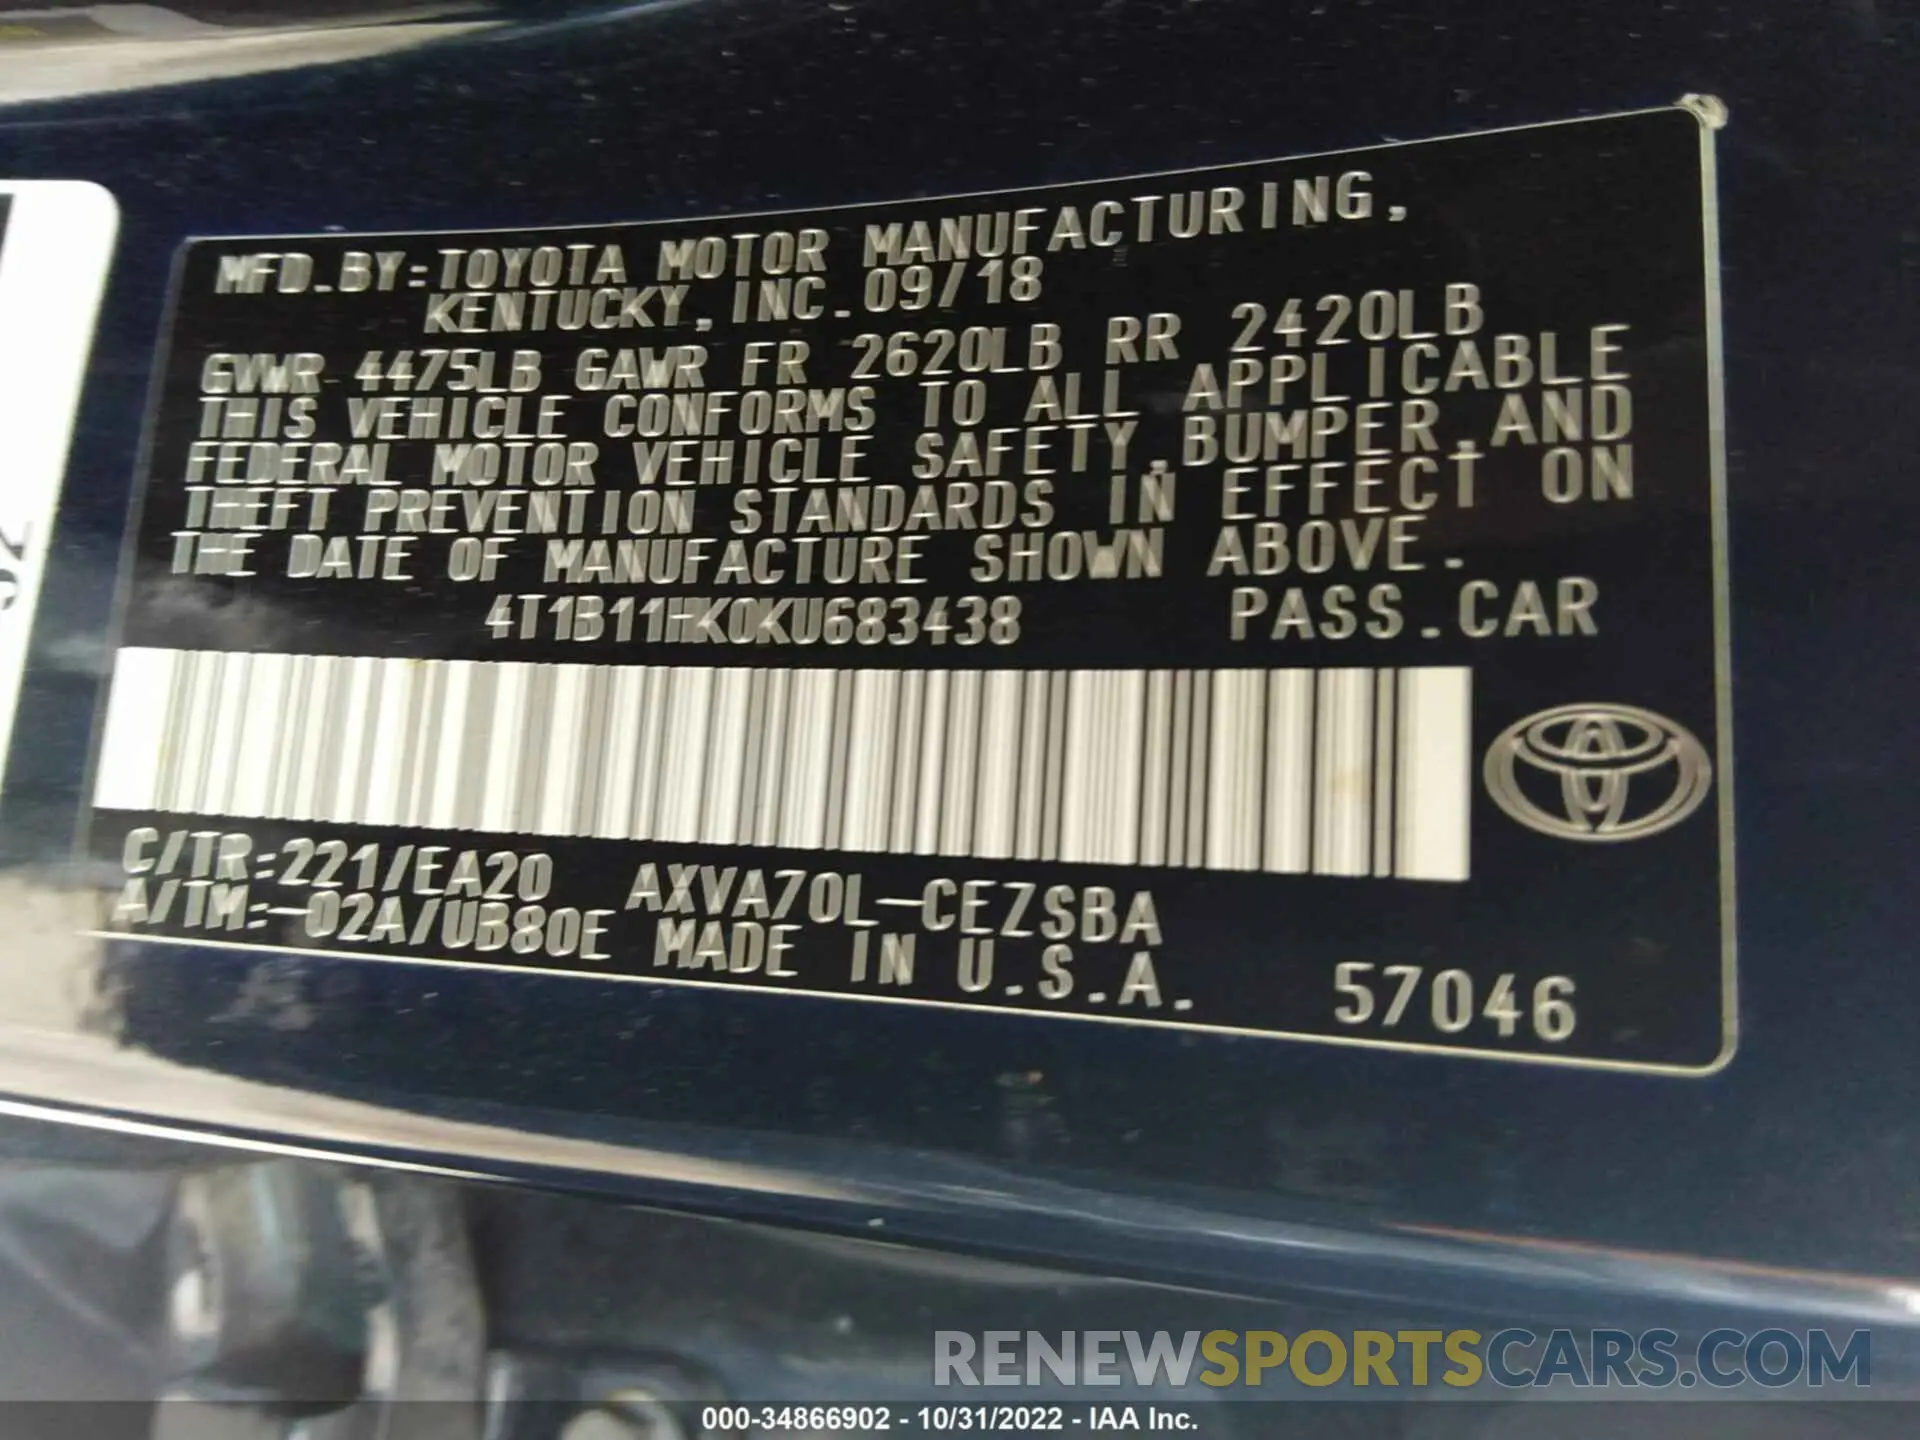 MFD.BY:TOYOTA MOTOR MANUFACTURING,
KENTUCKY, INC. 09/18
GVWR 4475LB GAWR FR 2620LB RR 2420LB
THIS VEHICLE CONFORMS TO ALL APPLICABLE
FEDERAL MOTOR VEHICLE SAFETY,BUMPER,AND
THEFT PREVENTION STANDARDS IN EFFECT ON
THE DATE OF MANUFACTURE SHOWN ABOVE.
4T1B11HK0KU683438 PASS.CAR
C/TR:221/EA20 AXVA70L-CEZSBA
A/TM:-02A/UB80E MADE IN U.S.A. 57046
RENEWSPORTSCARS.COM
000-34866902 - 10/31/2022 - IAA Inc.